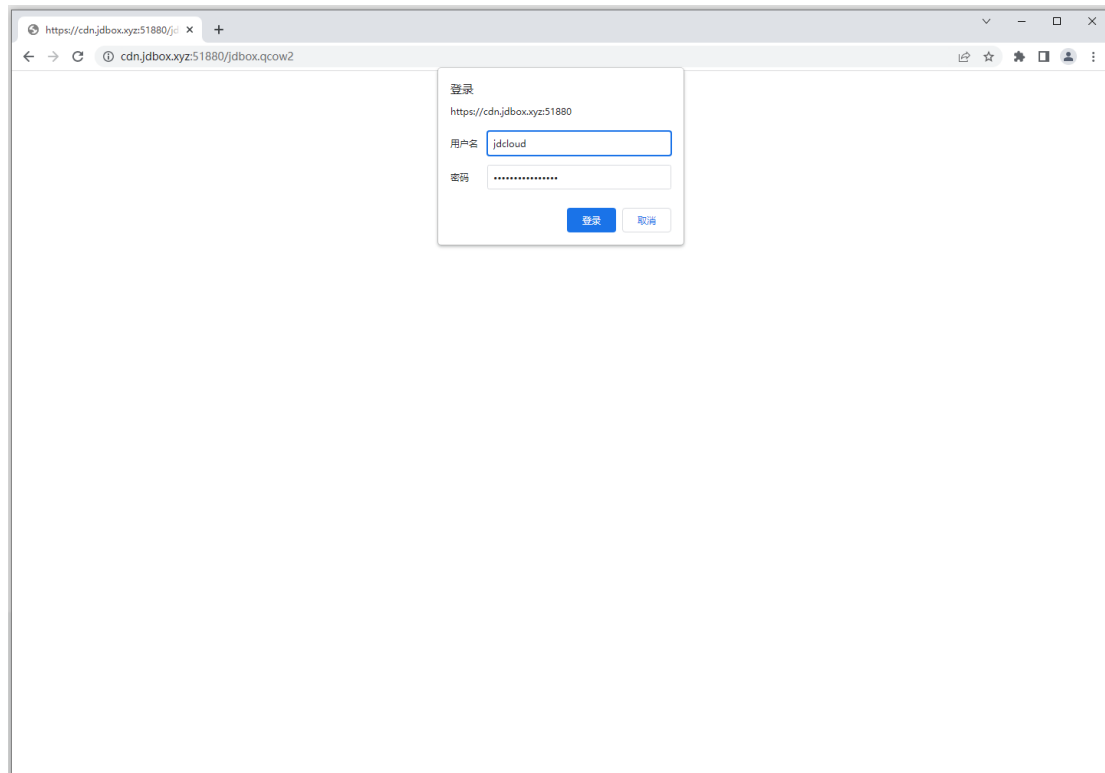 https://cdn.jdbox.xyz:51880/jd
cdn.jdbox.xyz:51880/jdbox.qcow2
登录
https://cdn.jdbox.xyz:51880
用户名 jdcloud
密码 ••••••••••••••••
登录 取消